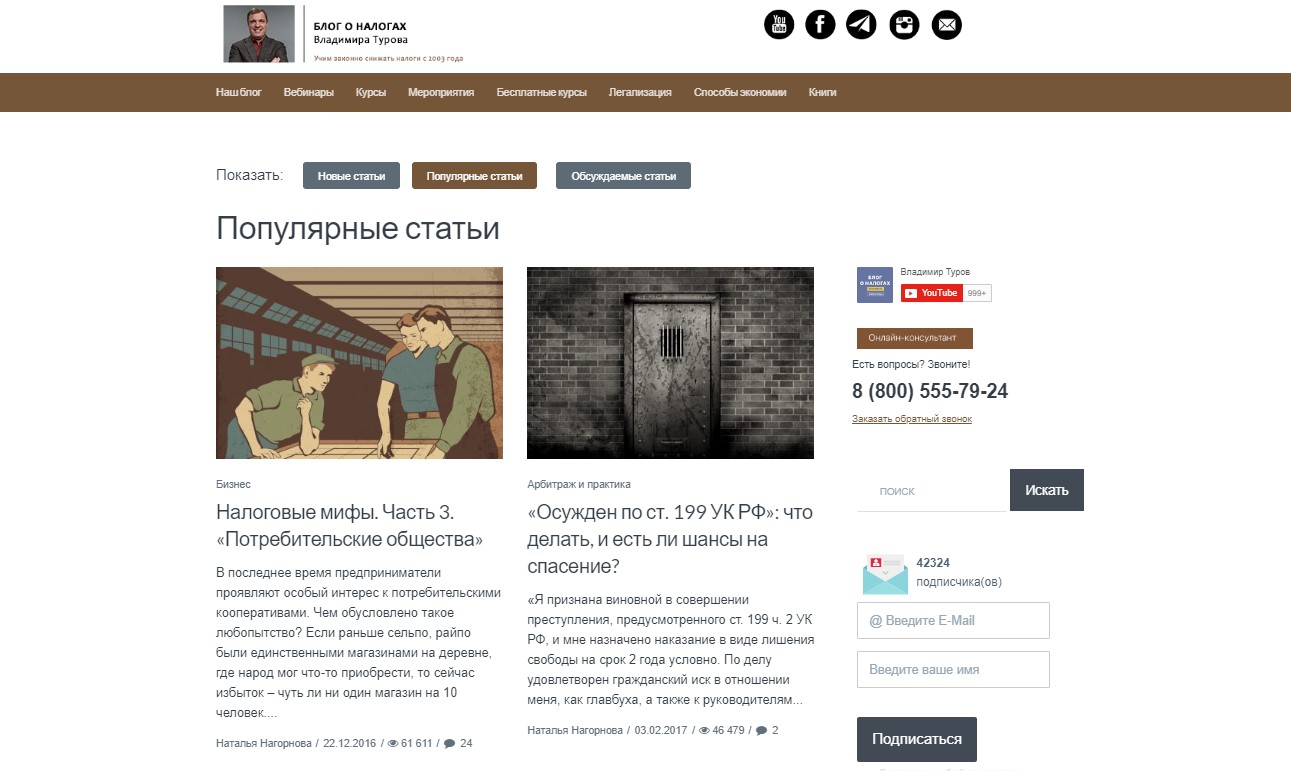 БЛОГ О НАЛОГАХ
Владимира Турова
Учим законно снижать налоги с 2003 года
You
Tube
Наш блог Вебинары Курсы Мероприятия Бесплатные курсы Легализация Способы экономии Книги
Показать: Новые статьи Популярные статьи Обсуждаемые статьи
Популярные статьи
Бизнес
Налоговые мифы. Часть 3.
«Потребительские общества»
В последнее время предприниматели
проявляют особый интерес к потребительскими
кооперативами. Чем обусловлено такое
любопытство? Если раньше сельпо, райпо
были единственными магазинами на деревне,
где народ мог что-то приобрести, то сейчас
избыток – чуть ли ни один магазин на 10
человек....
Наталья Нагорнова / 22.12.2016 / 61 611 / 24
Арбитраж и практика
«Осужден по ст. 199 УК РФ»: что
делать, и есть ли шансы на
спасение?
«Я признана виновной в совершении
преступления, предусмотренного ст. 199 ч. 2 УК
РФ, и мне назначено наказание в виде лишения
свободы на срок 2 года условно. По делу
удовлетворен гражданский иск в отношении
меня, как главбуха, а также к руководителям...
Наталья Нагорнова / 03.02.2017 / 46 479 / 2
БЛОГ
О НАЛОГАХ
Владимир Туров
YouTube 999+
Онлайн-консультант
Есть вопросы? Звоните!
8 (800) 555-79-24
Заказать обратный звонок
ПОИСК Искать
42324
подписчика(ов)
@ Введите E-Mail
Введите ваше имя
Подписаться